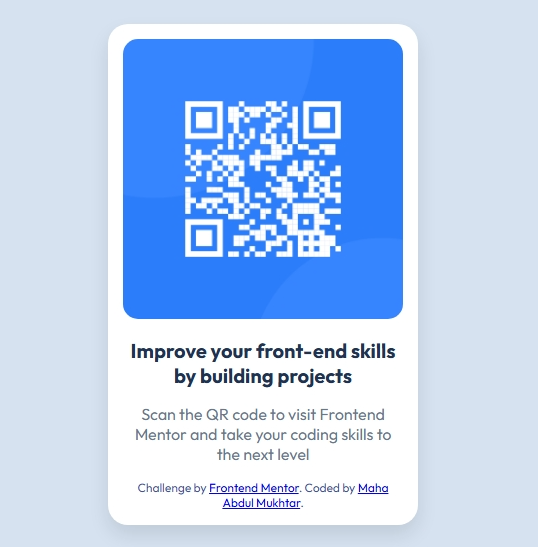 Improve your front-end skills
by building projects
Scan the QR code to visit Frontend
Mentor and take your coding skills to
the next level
Challenge by Frontend Mentor. Coded by Maha
Abdul Mukhtar.